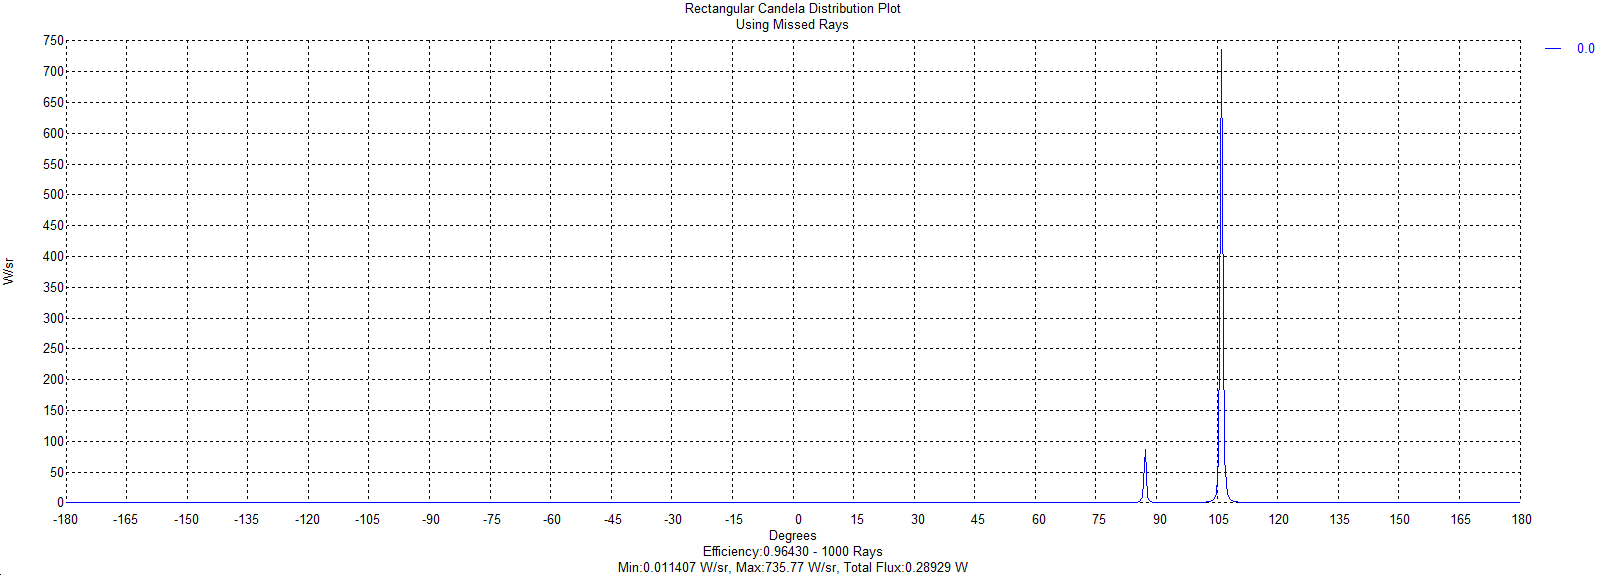 Rectangular Candela Distribution Plot
Using Missed Rays
0.0
750
700
650
600
550
500
450
400
350
300
250
200
150
100
50
0
W/sr
-180 -165 -150 -135 -120 -105 -90 -75 -60 -45 -30 -15 0 15 30 45 60 75 90 105 120 135 150 165 180
Degrees
Efficiency:0.96430 - 1000 Rays
Min:0.011407 W/sr, Max:735.77 W/sr, Total Flux:0.28929 W